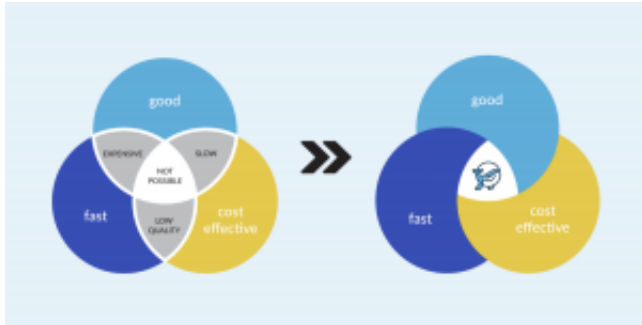 good
EXPENSIVE
SLOW
NOT
POSSIBLE
fast
LOW
QUALITY
cost
effective
good
fast
cost
effective